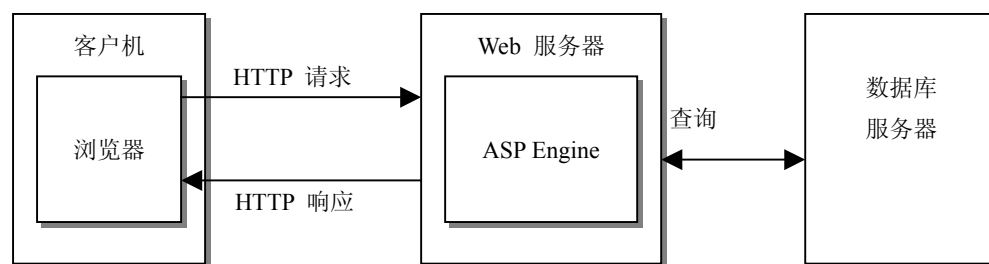 客户机
浏览器
HTTP 请求
HTTP 响应
Web 服务器
ASP Engine
查询
数据库
服务器